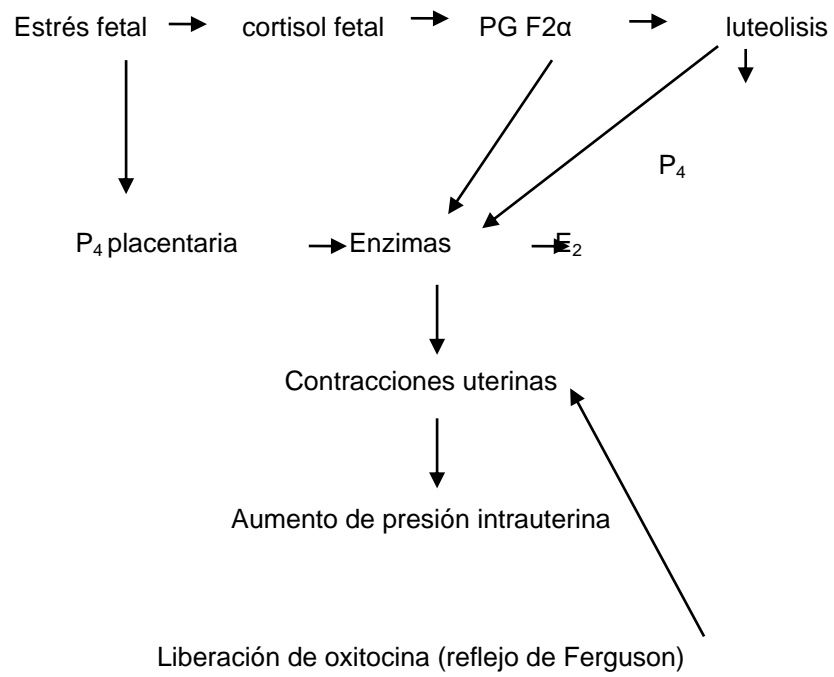 Estrés fetal cortisol fetal PG F2α luteolisis
P₄
P₄ placentaria Enzimas E₂
Contracciones uterinas
Aumento de presión intrauterina
Liberación de oxitocina (reflejo de Ferguson)